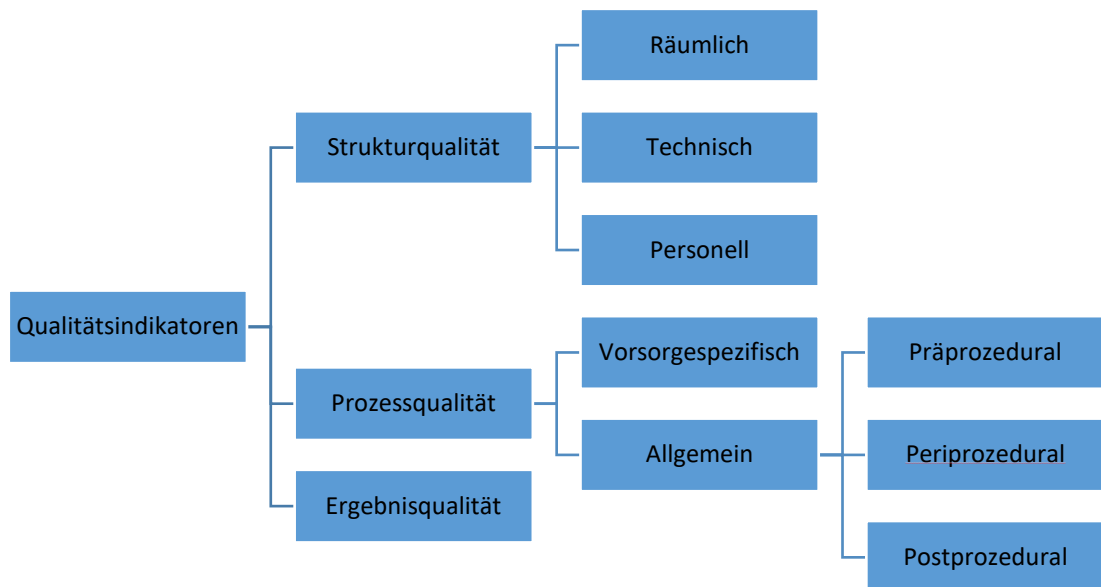 Räumlich
Strukturqualität
Technisch
Personell
Qualitätsindikatoren
Vorsorgespezifisch
Präprozedural
Prozessqualität
Allgemein
Periprozedural
Ergebnisqualität
Postprozedural